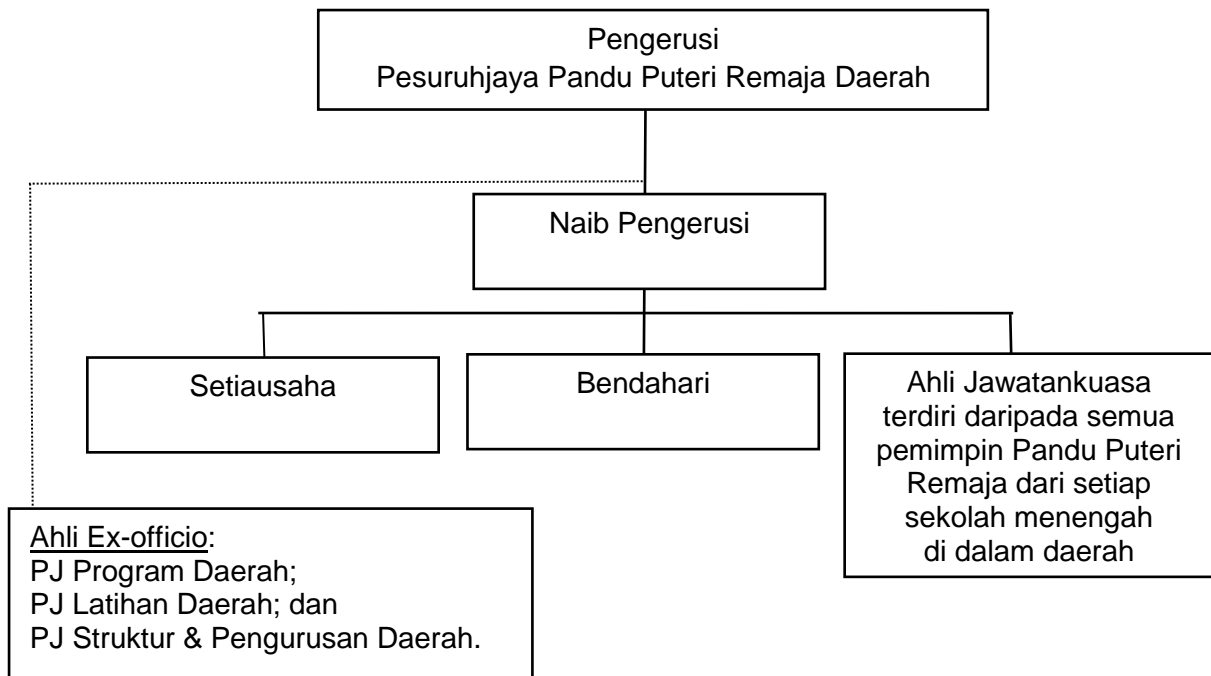 Pengerusi
Pesuruhjaya Pandu Puteri Remaja Daerah
Naib Pengerusi
Setiausaha
Bendahari
Ahli Jawatankuasa
terdiri daripada semua
pemimpin Pandu Puteri
Remaja dari setiap
sekolah menengah
di dalam daerah
Ahli Ex-officio:
PJ Program Daerah;
PJ Latihan Daerah; dan
PJ Struktur & Pengurusan Daerah.